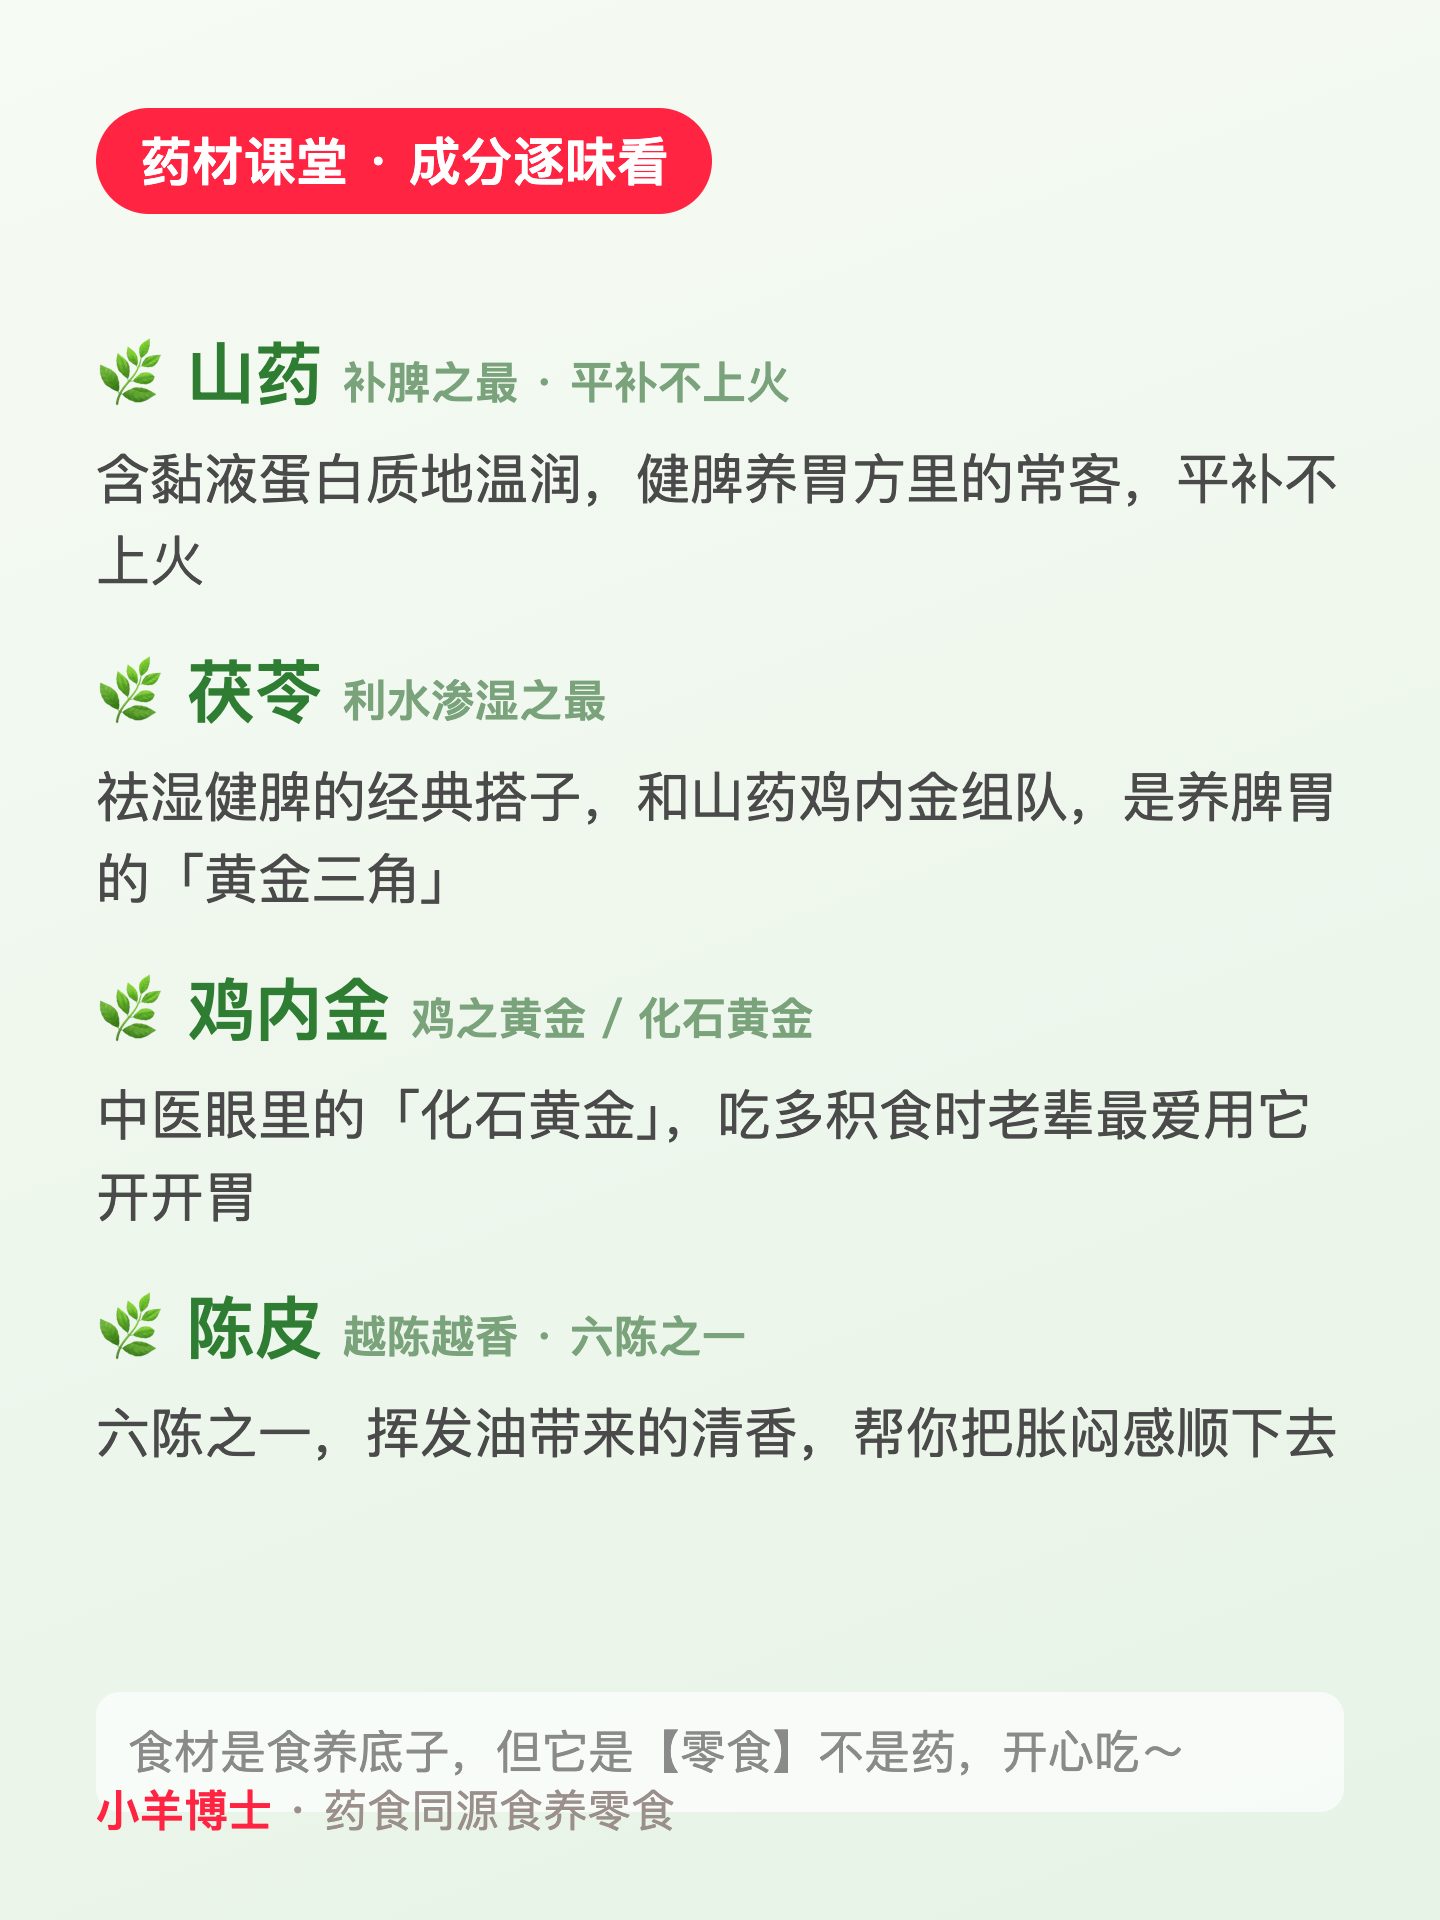 药材课堂 · 成分逐味看
🌿 山药 补脾之最 · 平补不上火
含黏液蛋白质地温润，健脾养胃方里的常客，平补不
上火
🌿 茯苓 利水渗湿之最
祛湿健脾的经典搭子，和山药鸡内金组队，是养脾胃
的「黄金三角」
🌿 鸡内金 鸡之黄金 / 化石黄金
中医眼里的「化石黄金」，吃多积食时老辈最爱用它
开开胃
🌿 陈皮 越陈越香 · 六陈之一
六陈之一，挥发油带来的清香，帮你把胀闷感顺下去
食材是食养底子，但它是【零食】不是药，开心吃～
小羊博士 · 药食同源食养零食